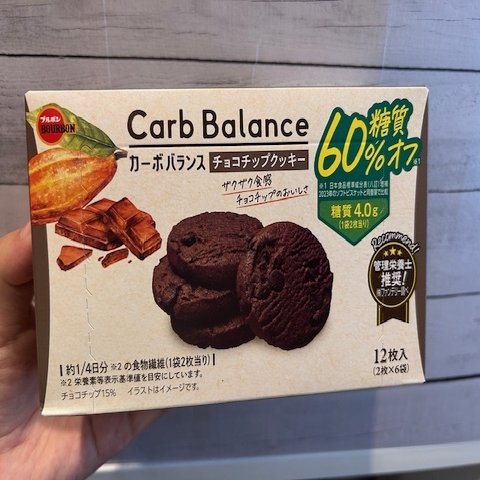 ブルボン
BOURBON
Carb Balance
カーボバランス チョコチップクッキー
ザクザク食感
チョコチップのおいしさ
糖質
60%オフ※1
糖質 4.0g
(1袋2枚当り)
Recommend!
管理栄養士
推奨!
約1/4日分※2の食物繊維(1袋2枚当り)
※2 栄養素等表示基準値を目安にしています。
チョコチップ15% イラストはイメージです。
12枚入
(2枚×6袋)